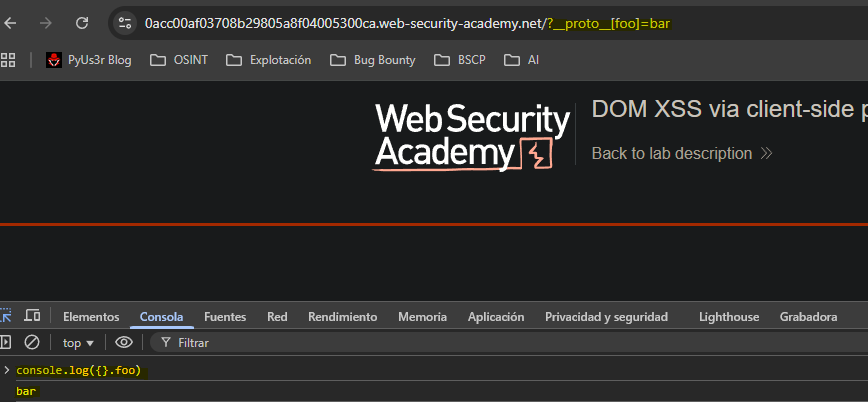 0acc00af03708b29805a8f04005300ca.web-security-academy.net/?__proto__[foo]=bar
PyUs3r Blog OSINT Explotación Bug Bounty BSCP AI
Web Security
Academy
DOM XSS via client-side p
Back to lab description
Elementos Consola Fuentes Red Rendimiento Memoria Aplicación Privacidad y seguridad Lighthouse Grabadora
top Filtrar
console.log({}.foo)
bar